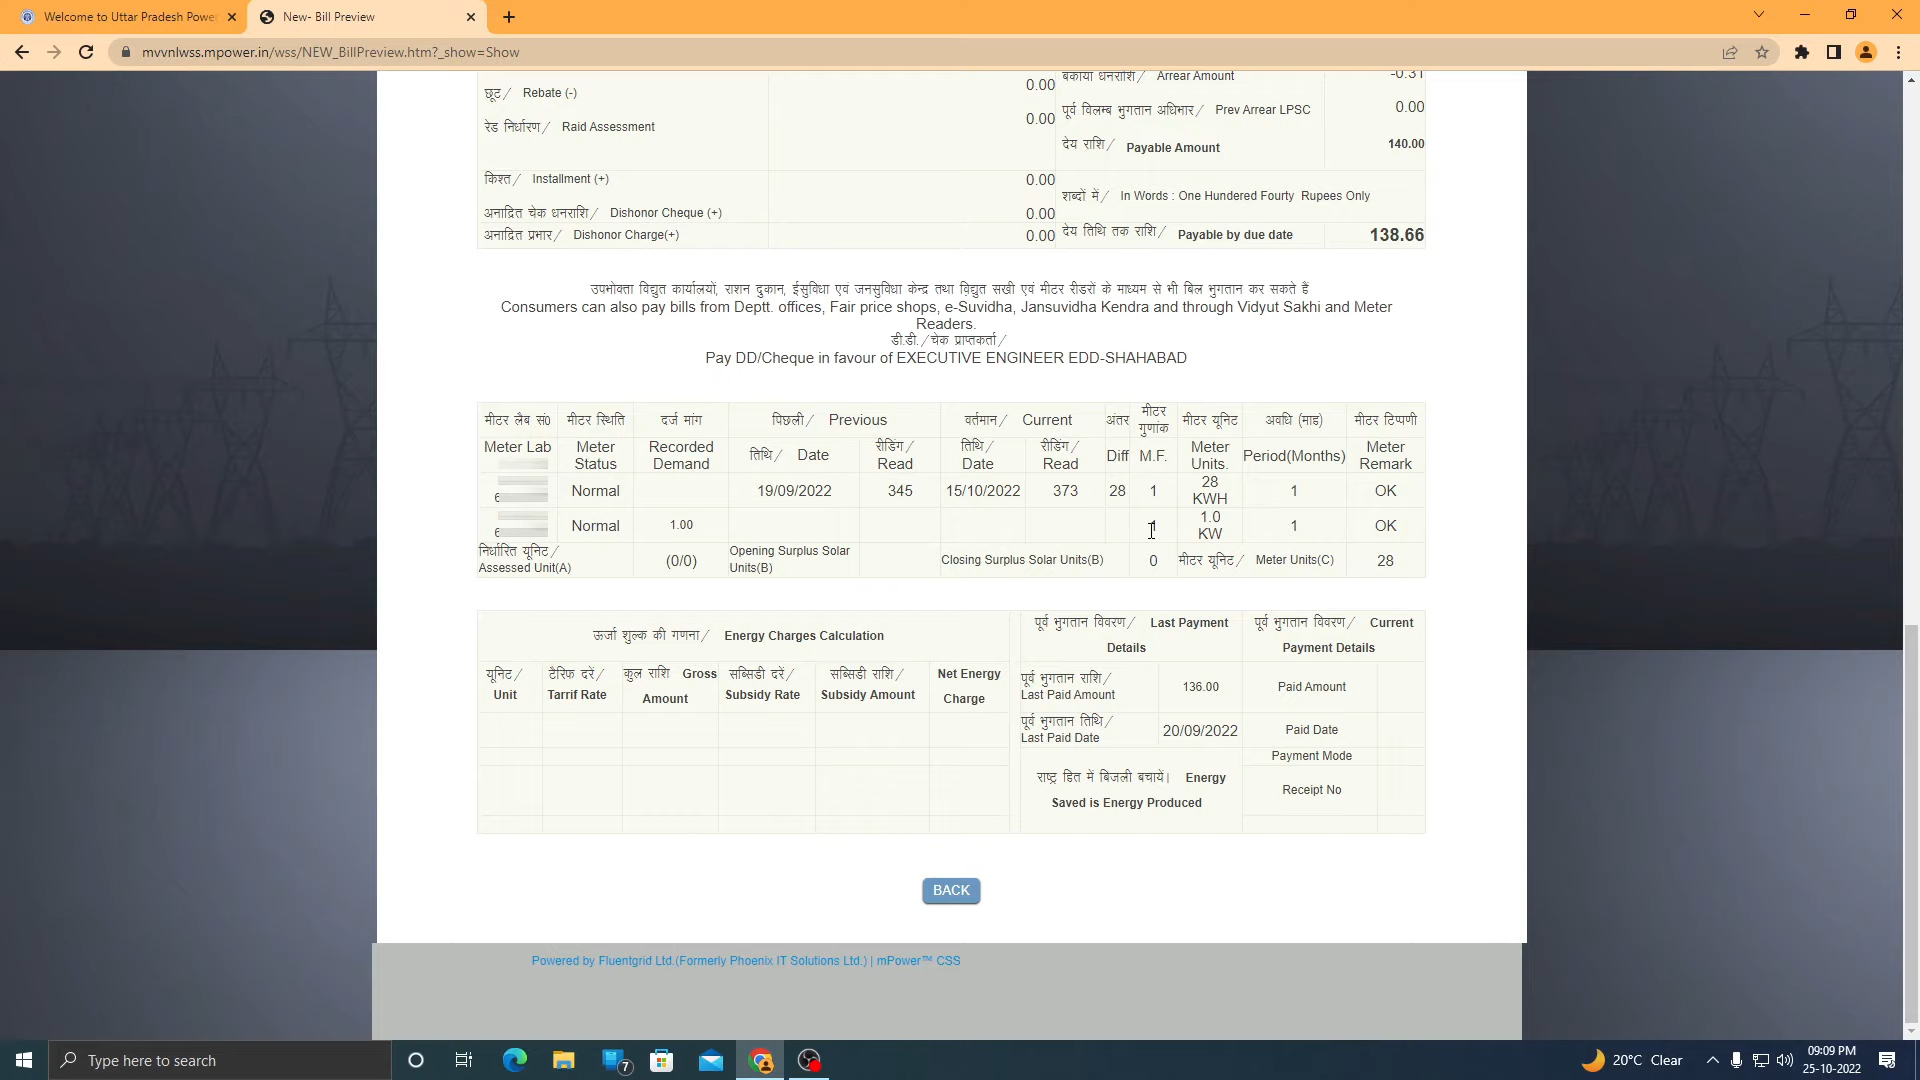 Welcome to Uttar Pradesh Powe
New- Bill Preview
mvvnlwss.mpower.in/wss/NEW_BillPreview.htm?_show=Show
बकाया धनराशि/ Arrear Amount -0.31
छूट/ Rebate (-) 0.00
पूर्व विलम्ब भुगतान अधिभार/ Prev Arrear LPSC 0.00
रेड निर्धारण/ Raid Assessment 0.00
देय राशि/ Payable Amount 140.00
किश्त/ Installment (+) 0.00
शब्दों में/ In Words : One Hundred Fourty Rupees Only
अनाद्रित चेक धनराशि/ Dishonor Cheque (+) 0.00
अनाद्रित प्रभार/ Dishonor Charge(+) 0.00
देय तिथि तक राशि/ Payable by due date 138.66
उपभोक्ता विद्युत कार्यालयों, राशन दुकान, ईसुविधा एवं जनसुविधा केन्द्र तथा विद्युत सखी एवं मीटर रीडरों के माध्यम से भी बिल भुगतान कर सकते हैं
Consumers can also pay bills from Deptt. offices, Fair price shops, e-Suvidha, Jansuvidha Kendra and through Vidyut Sakhi and Meter
Readers.
डी.डी./चेक प्राप्तकर्ता/
Pay DD/Cheque in favour of EXECUTIVE ENGINEER EDD-SHAHABAD
मीटर लैब सं0 मीटर स्थिति दर्ज मांग पिछली/ Previous वर्तमान/ Current अंतर मीटर गुणांक मीटर यूनिट अवधि (माह) मीटर टिप्पणी
Meter Lab Meter Status Recorded Demand तिथि/ Date रीडिंग/ Read तिथि/ Date रीडिंग/ Read Diff M.F. Meter Units. Period(Months) Meter Remark
6 Normal 19/09/2022 345 15/10/2022 373 28 1 28 KWH 1 OK
6 Normal 1.00 1 1.0 KW 1 OK
निर्धारित यूनिट/ Assessed Unit(A) (0/0) Opening Surplus Solar Units(B) Closing Surplus Solar Units(B) 0 मीटर यूनिट/ Meter Units(C) 28
ऊर्जा शुल्क की गणना/ Energy Charges Calculation
यूनिट/ Unit टैरिफ दरें/ Tarrif Rate कुल राशि Gross Amount सब्सिडी दरें/ Subsidy Rate सब्सिडी राशि/ Subsidy Amount Net Energy Charge
पूर्व भुगतान विवरण/ Last Payment Details
पूर्व भुगतान विवरण/ Current Payment Details
पूर्व भुगतान राशि/ Last Paid Amount 136.00 Paid Amount
पूर्व भुगतान तिथि/ Last Paid Date 20/09/2022 Paid Date
Payment Mode
राष्ट्र हित में बिजली बचायें। Energy Saved is Energy Produced
Receipt No
BACK
Powered by Fluentgrid Ltd.(Formerly Phoenix IT Solutions Ltd.) | mPower™ CSS
Type here to search
7
20°C Clear
09:09 PM
25-10-2022